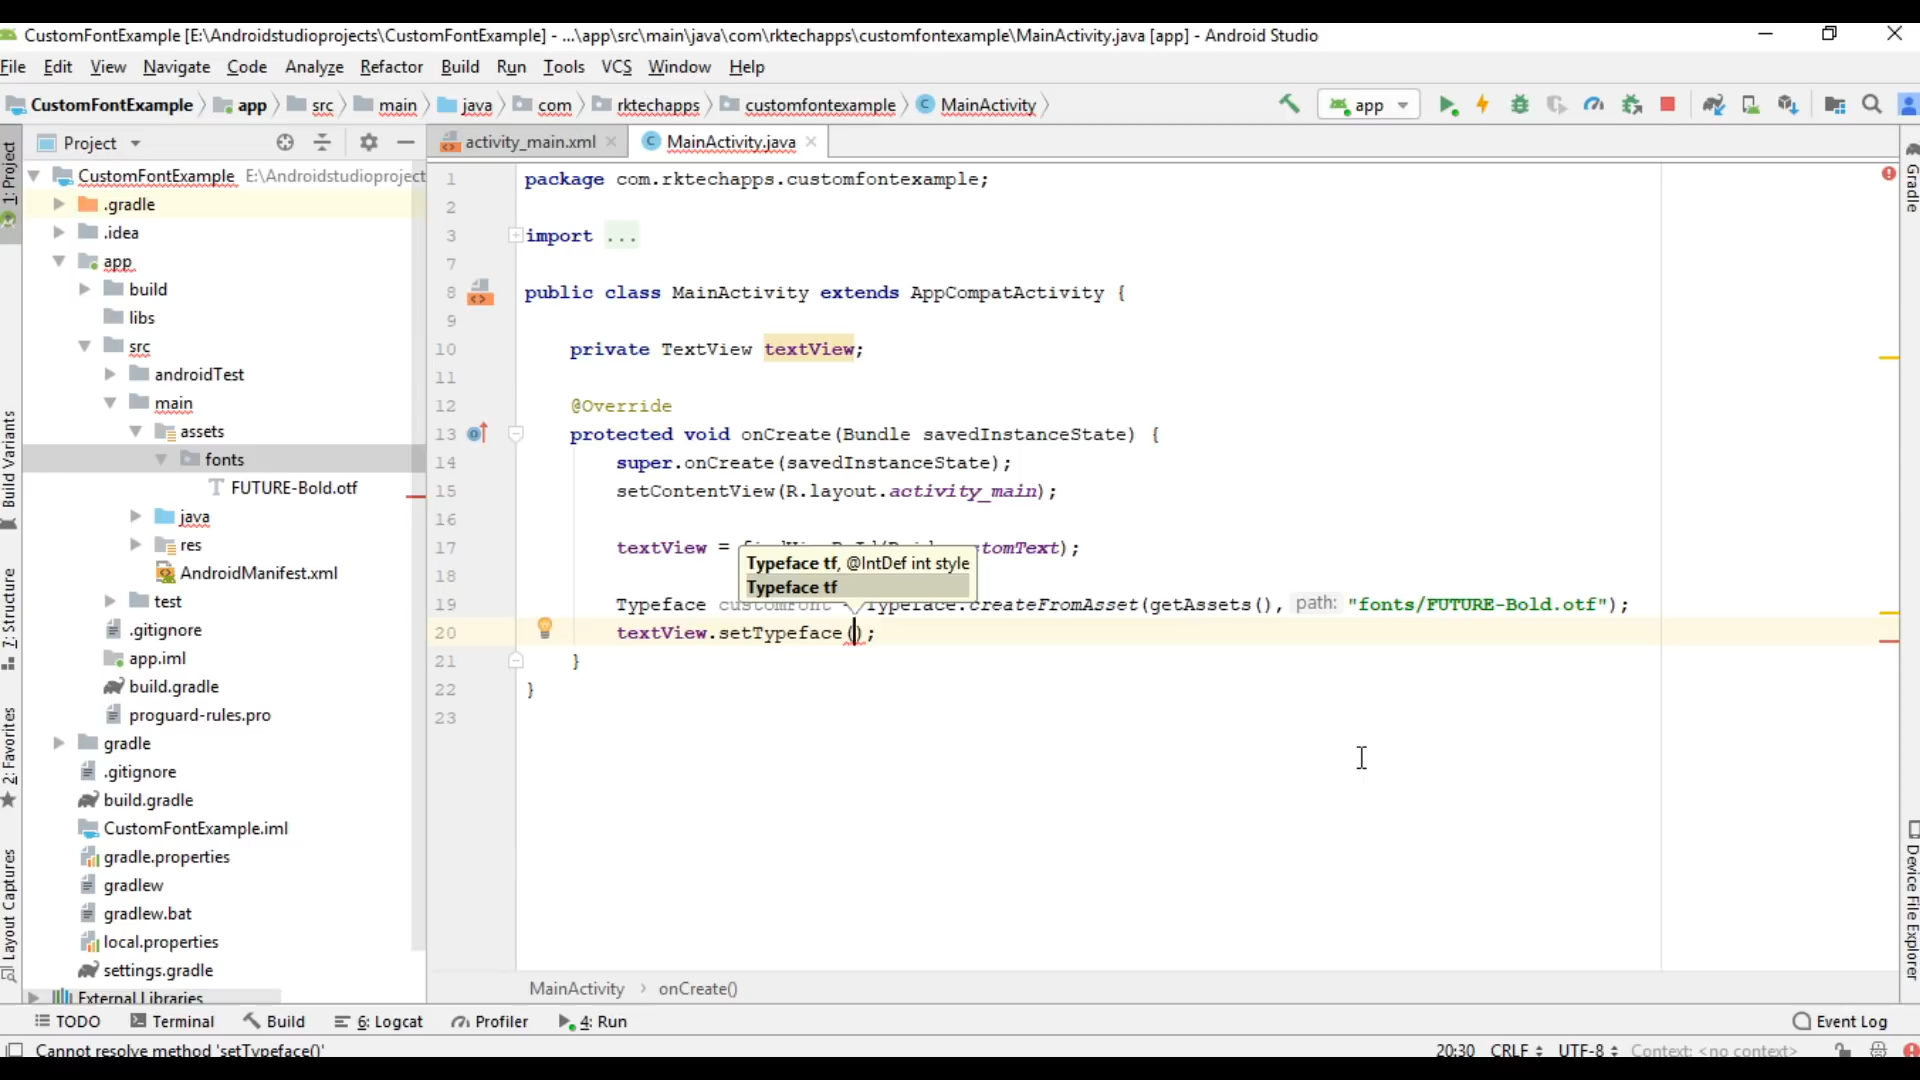 CustomFontExample [E:\Androidstudioprojects\CustomFontExample] - ...\app\src\main\java\com\rktechapps\customfontexample\MainActivity.java [app] - Android Studio
File Edit View Navigate Code Analyze Refactor Build Run Tools VCS Window Help
CustomFontExample app src main java com rktechapps customfontexample MainActivity app
Project activity_main.xml MainActivity.java
1: Project
Build Variants
Z: Structure
2: Favorites
Layout Captures
CustomFontExample E:\Androidstudioproject
.gradle
.idea
app
build
libs
src
androidTest
main
assets
fonts
FUTURE-Bold.otf
java
res
AndroidManifest.xml
test
.gitignore
app.iml
build.gradle
proguard-rules.pro
gradle
.gitignore
build.gradle
CustomFontExample.iml
gradle.properties
gradlew
gradlew.bat
local.properties
settings.gradle
External Libraries
1 package com.rktechapps.customfontexample;
2
3 import ...
7
8 public class MainActivity extends AppCompatActivity {
9
10 private TextView textView;
11
12 @Override
13 protected void onCreate(Bundle savedInstanceState) {
14 super.onCreate(savedInstanceState);
15 setContentView(R.layout.activity_main);
16
17 textView = tomText);
Typeface tf, @IntDef int style
18
Typeface tf
19 Typeface customFont = Typeface.createFromAsset(getAssets(), path: "fonts/FUTURE-Bold.otf");
20 textView.setTypeface();
21 }
22 }
23
MainActivity › onCreate()
Gradle
Device File Explorer
TODO Terminal Build 6: Logcat Profiler 4: Run Event Log
Cannot resolve method 'setTypeface()' 20:30 CRLF UTF-8 Context: <no context>